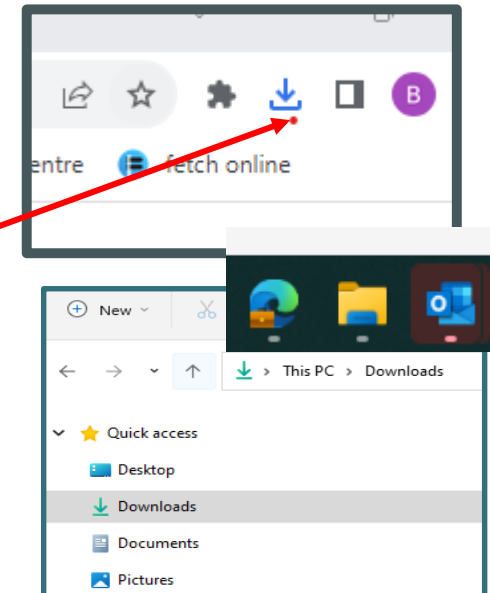 B
entre fetch online
New
This PC > Downloads
Quick access
Desktop
Downloads
Documents
Pictures